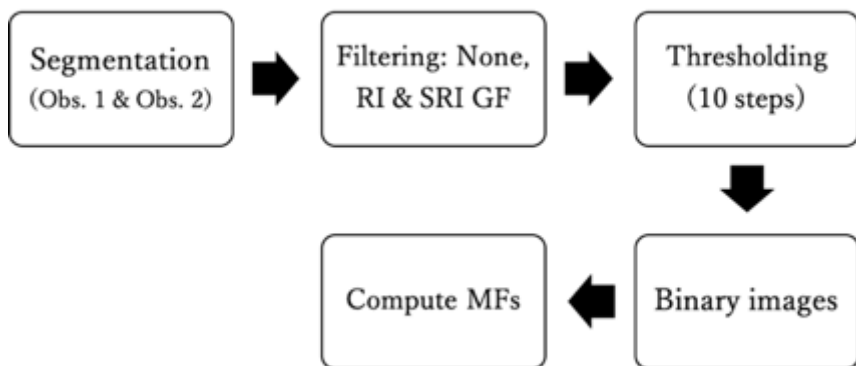 Segmentation
(Obs. 1 & Obs. 2)
Filtering: None,
RI & SRI GF
Thresholding
(10 steps)
Binary images
Compute MFs